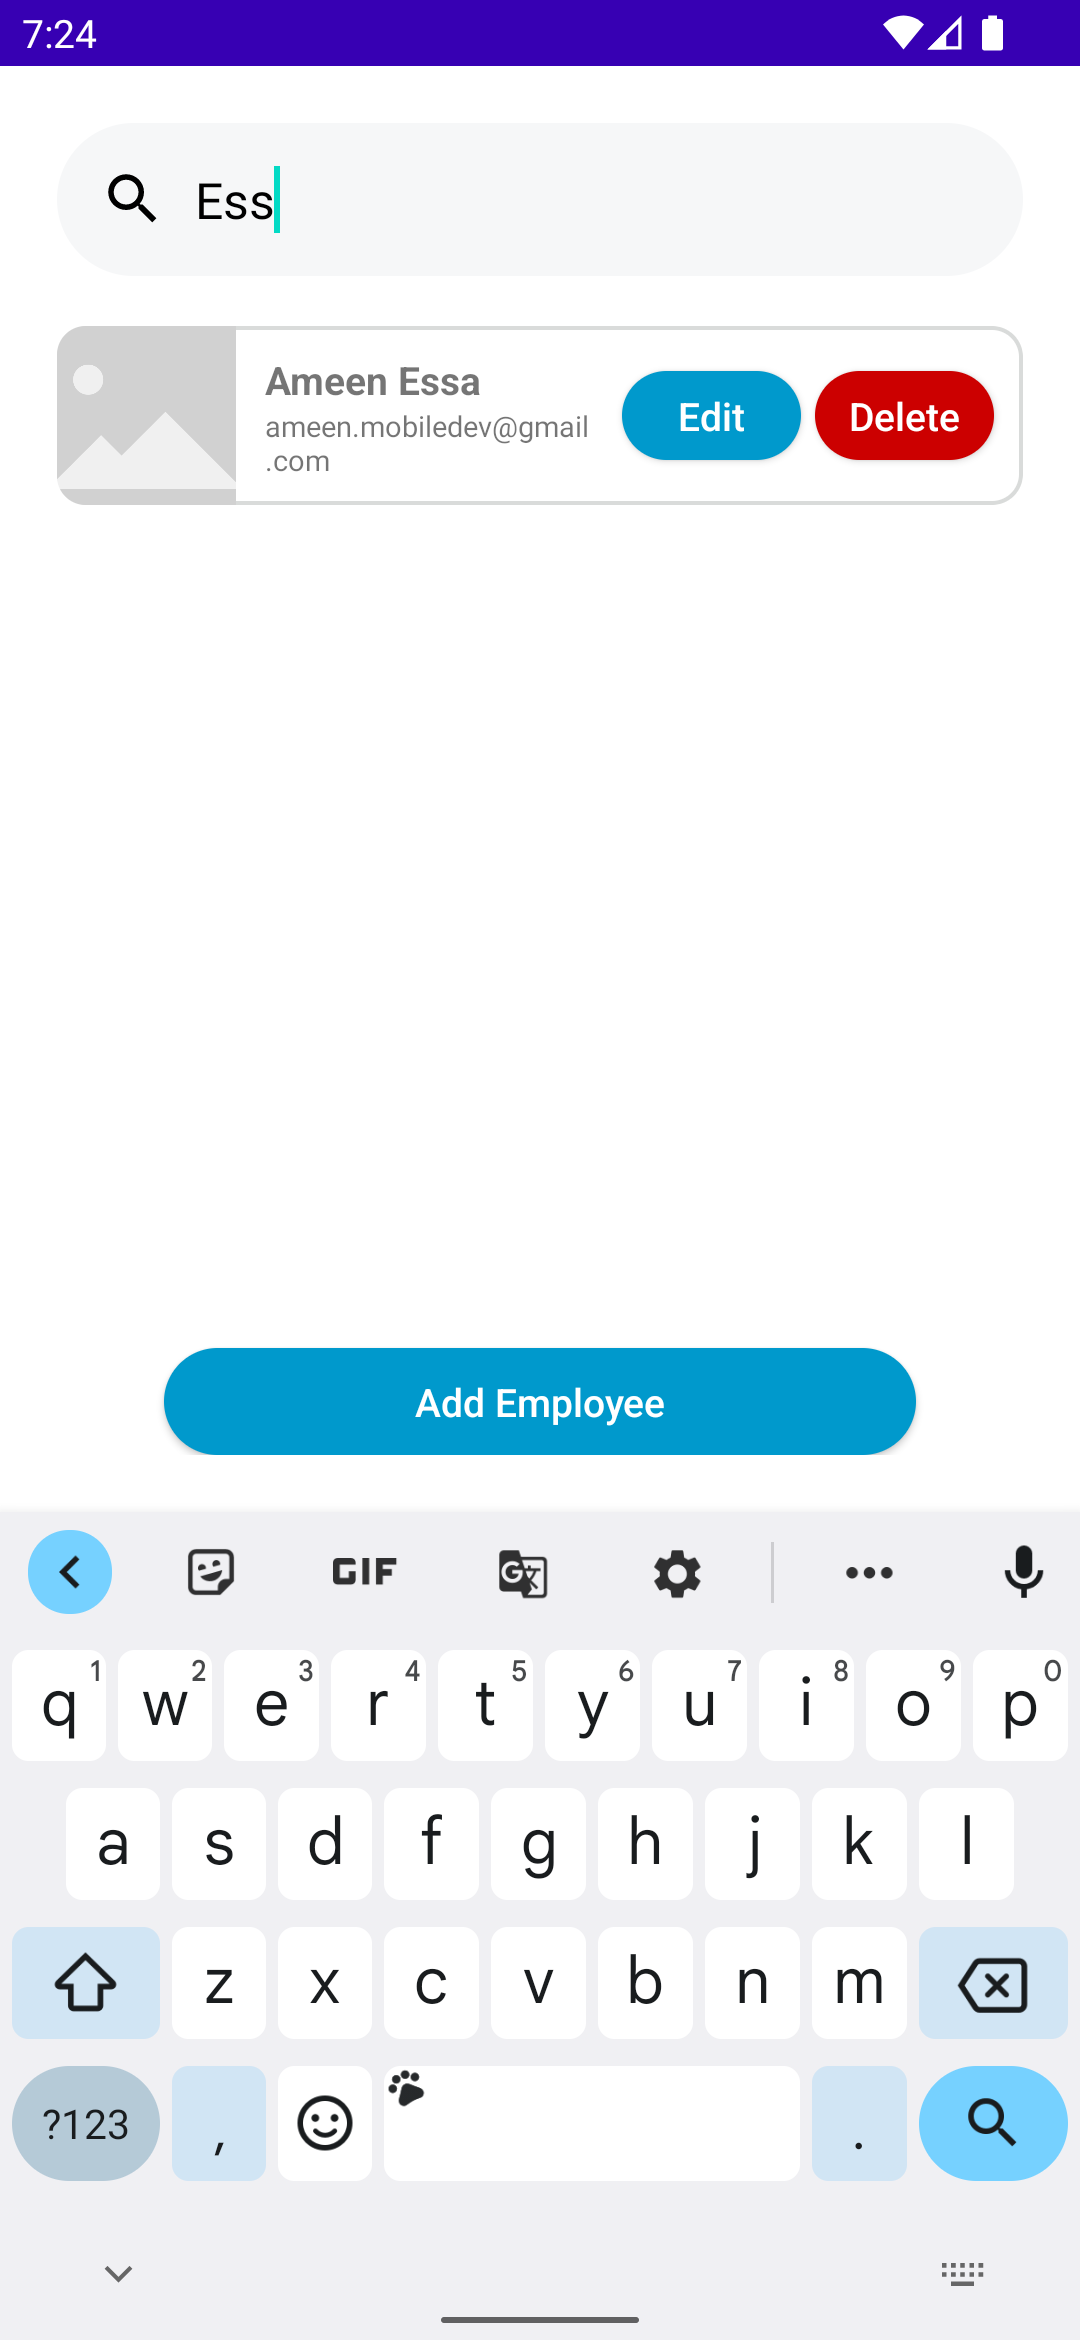 7:24
Ess
Ameen Essa
ameen.mobiledev@gmail
.com
Edit
Delete
Add Employee
GIF
G 文
q 1 w 2 e 3 r 4 t 5 y 6 u 7 i 8 o 9 p 0
a s d f g h j k l
z x c v b n m
?123 , .